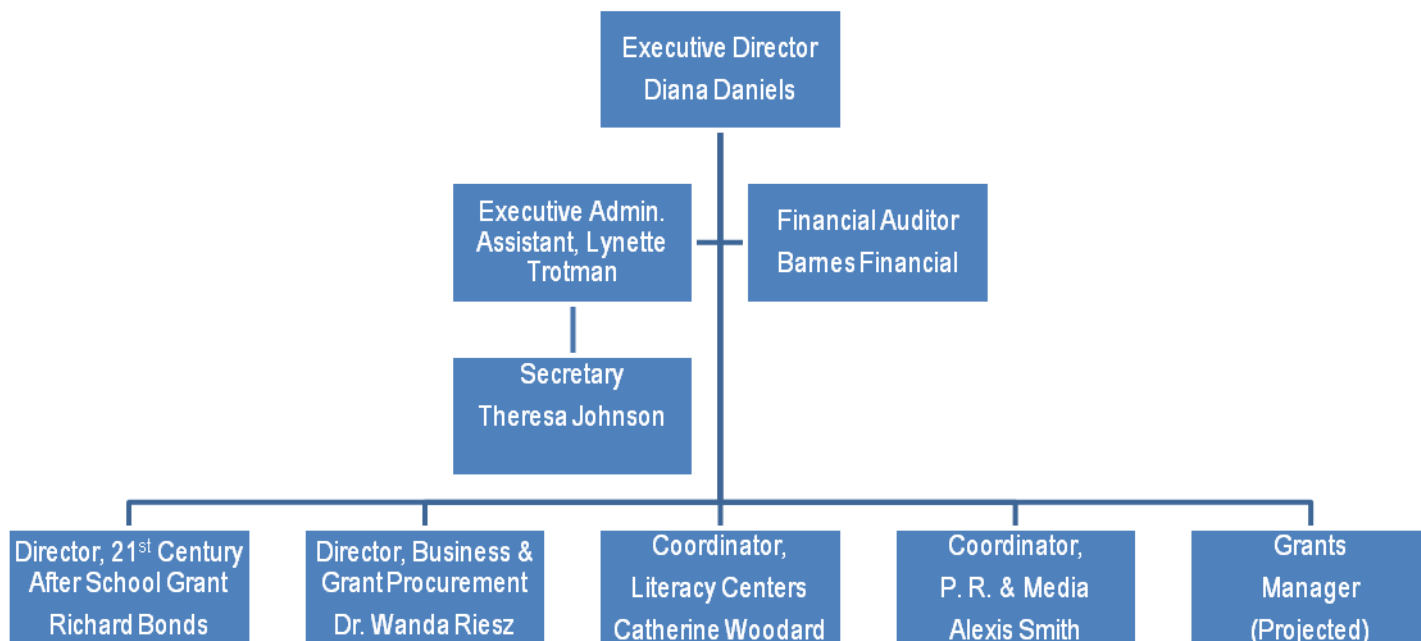 Executive Director
Diana Daniels
Executive Admin.
Assistant, Lynette
Trotman
Financial Auditor
Barnes Financial
Secretary
Theresa Johnson
Director, 21st Century
After School Grant
Richard Bonds
Director, Business &
Grant Procurement
Dr. Wanda Riesz
Coordinator,
Literacy Centers
Catherine Woodard
Coordinator,
P. R. & Media
Alexis Smith
Grants
Manager
(Projected)